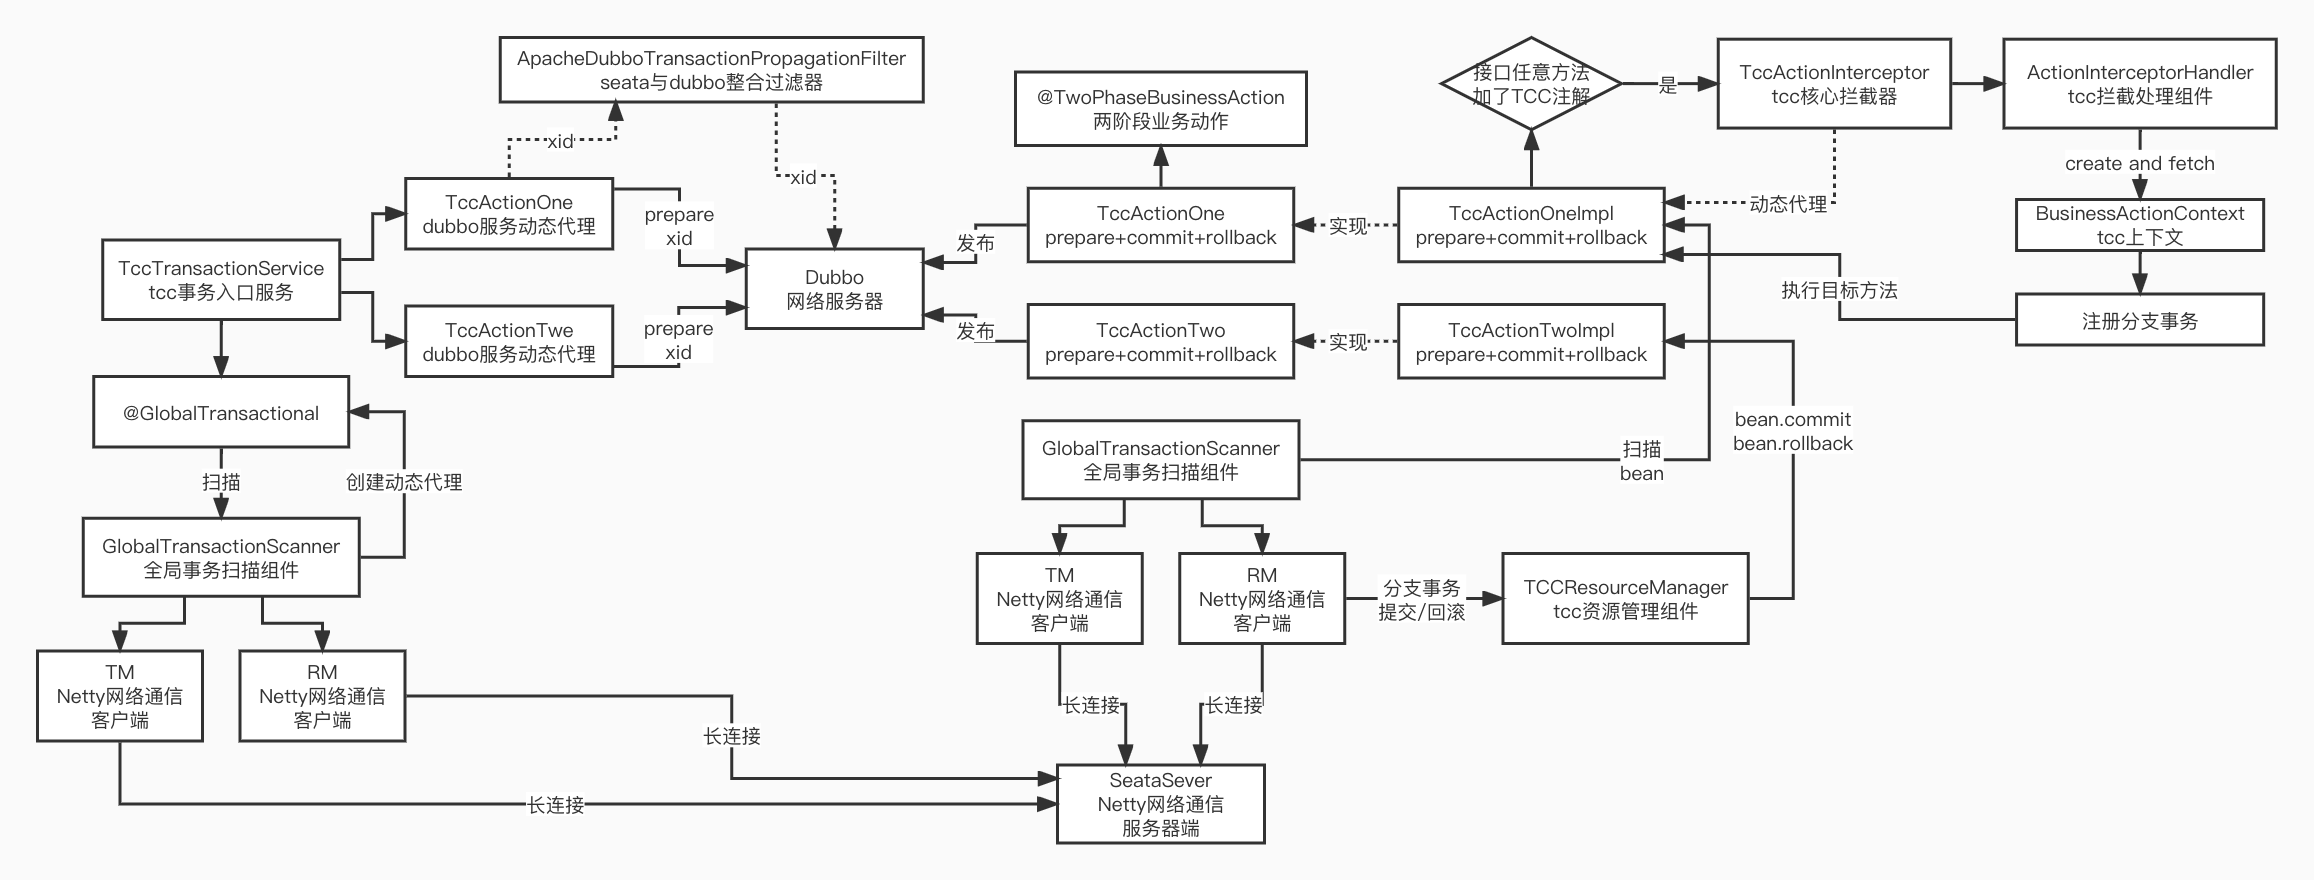 ApacheDubboTransactionPropagationFilter
seata与dubbo整合过滤器
xid
xid
TccActionOne
dubbo服务动态代理
prepare
xid
TccTransactionService
tcc事务入口服务
TccActionTwe
dubbo服务动态代理
prepare
xid
Dubbo
网络服务器
@GlobalTransactional
扫描
创建动态代理
GlobalTransactionScanner
全局事务扫描组件
TM
Netty网络通信
客户端
RM
Netty网络通信
客户端
长连接
长连接
@TwoPhaseBusinessAction
两阶段业务动作
发布
TccActionOne
prepare+commit+rollback
实现
TccActionOneImpl
prepare+commit+rollback
发布
TccActionTwo
prepare+commit+rollback
实现
TccActionTwoImpl
prepare+commit+rollback
接口任意方法
加了TCC注解
是
TccActionInterceptor
tcc核心拦截器
ActionInterceptorHandler
tcc拦截处理组件
动态代理
create and fetch
BusinessActionContext
tcc上下文
执行目标方法
注册分支事务
GlobalTransactionScanner
全局事务扫描组件
扫描
bean
bean.commit
bean.rollback
TM
Netty网络通信
客户端
RM
Netty网络通信
客户端
分支事务
提交/回滚
TCCResourceManager
tcc资源管理组件
长连接
长连接
SeataSever
Netty网络通信
服务器端